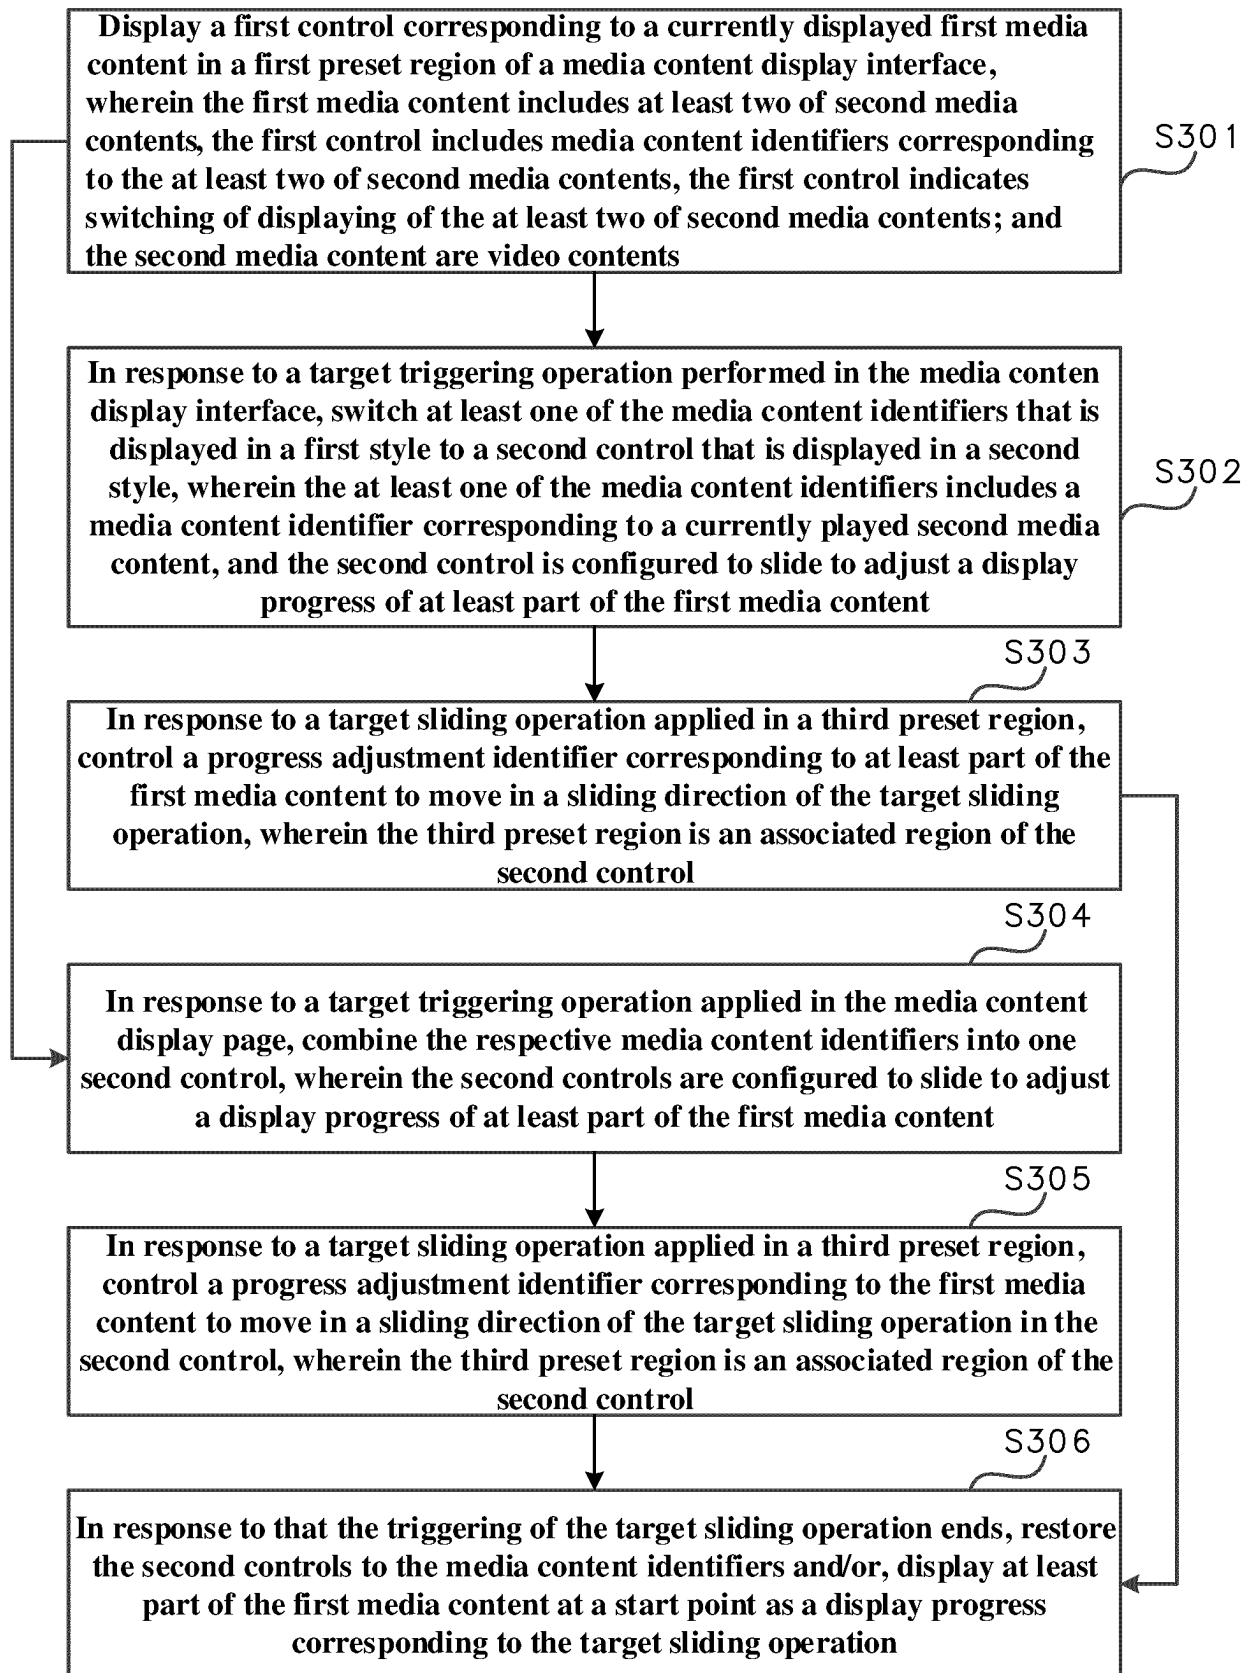 Display a first control corresponding to a currently displayed first media
content in a first preset region of a media content display interface,
wherein the first media content includes at least two of second media
contents, the first control includes media content identifiers corresponding
to the at least two of second media contents, the first control indicates
switching of displaying of the at least two of second media contents; and
the second media content are video contents
S301
In response to a target triggering operation performed in the media conten
display interface, switch at least one of the media content identifiers that is
displayed in a first style to a second control that is displayed in a second
style, wherein the at least one of the media content identifiers includes a
media content identifier corresponding to a currently played second media
content, and the second control is configured to slide to adjust a display
progress of at least part of the first media content
S302
S303
In response to a target sliding operation applied in a third preset region,
control a progress adjustment identifier corresponding to at least part of the
first media content to move in a sliding direction of the target sliding
operation, wherein the third preset region is an associated region of the
second control
S304
In response to a target triggering operation applied in the media content
display page, combine the respective media content identifiers into one
second control, wherein the second controls are configured to slide to adjust
a display progress of at least part of the first media content
S305
In response to a target sliding operation applied in a third preset region,
control a progress adjustment identifier corresponding to the first media
content to move in a sliding direction of the target sliding operation in the
second control, wherein the third preset region is an associated region of the
second control
S306
In response to that the triggering of the target sliding operation ends, restore
the second controls to the media content identifiers and/or, display at least
part of the first media content at a start point as a display progress
corresponding to the target sliding operation